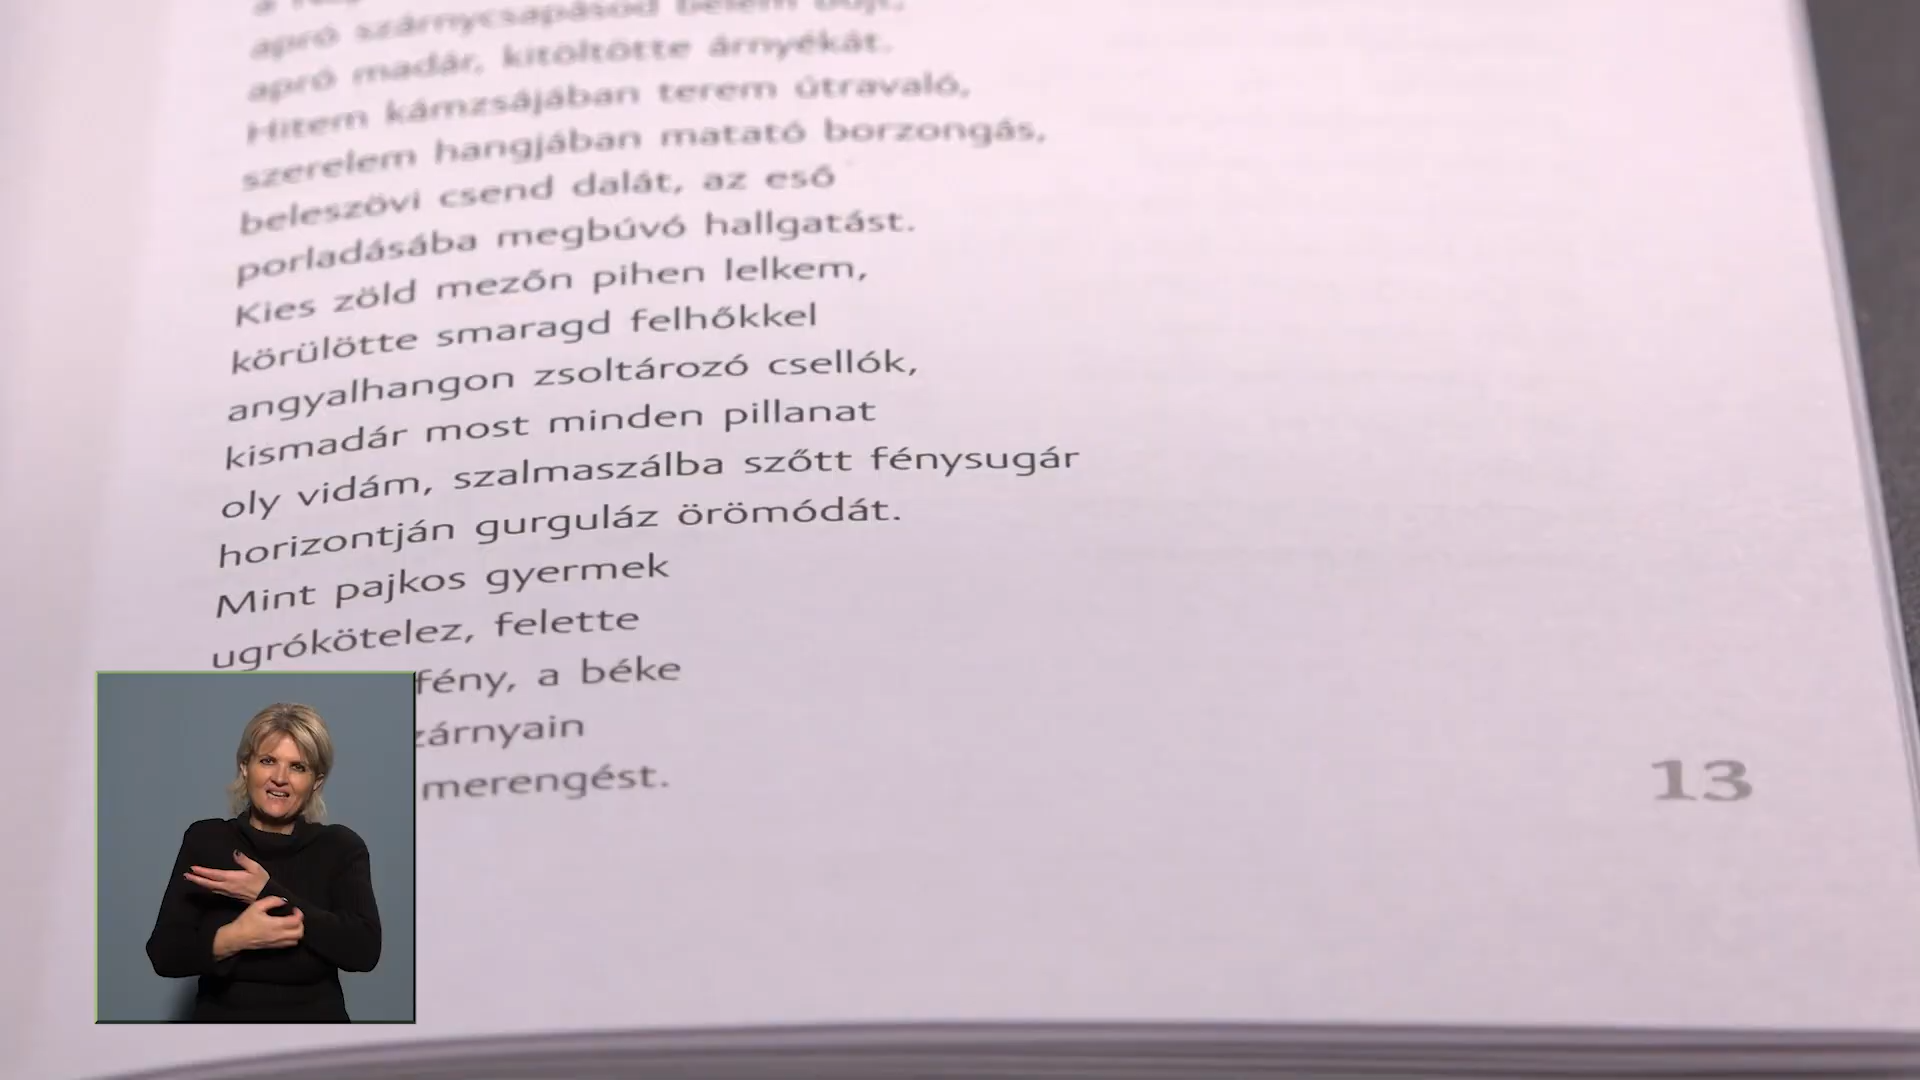 apró szárnycsapásod belém bújt,
apró madár, kitöltötte árnyékát.
Hitem kámzsájában terem útravaló,
szerelem hangjában matató borzongás,
beleszövi csend dalát, az eső
porladásába megbúvó hallgatást.
Kies zöld mezőn pihen lelkem,
körülötte smaragd felhőkkel
angyalhangon zsoltározó csellók,
kismadár most minden pillanat
oly vidám, szalmaszálba szőtt fénysugár
horizontján gurguláz örömódát.
Mint pajkos gyermek
ugrókötelez, felette
fény, a béke
zárnyain
merengést.
13